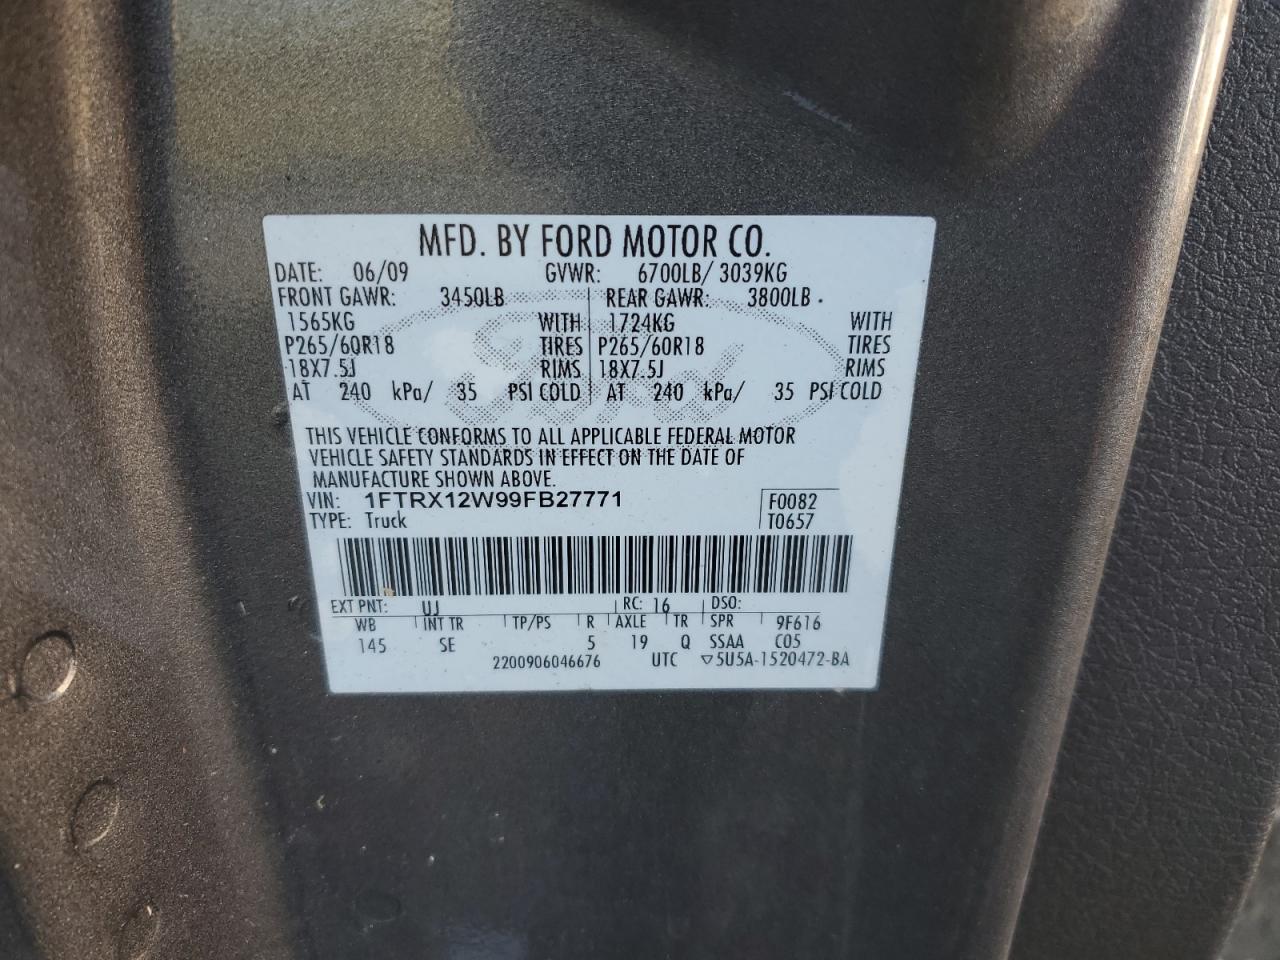 MFD. BY FORD MOTOR CO.
DATE: 06/09 GVWR: 6700LB/ 3039KG
FRONT GAWR: 3450LB REAR GAWR: 3800LB
1565KG WITH 1724KG WITH
P265/60R18 TIRES P265/60R18 TIRES
18X7.5J RIMS 18X7.5J RIMS
AT 240 kPa/ 35 PSI COLD AT 240 kPa/ 35 PSI COLD
Ford
THIS VEHICLE CONFORMS TO ALL APPLICABLE FEDERAL MOTOR
VEHICLE SAFETY STANDARDS IN EFFECT ON THE DATE OF
MANUFACTURE SHOWN ABOVE.
VIN: 1FTRX12W99FB27771 F0082
TYPE: Truck T0657
EXT PNT: UJ RC: 16 DSO:
WB INT TR TP/PS R AXLE TR SPR 9F616
145 SE 5 19 Q SSAA C05
2200906046676 UTC ▽5U5A-1520472-BA